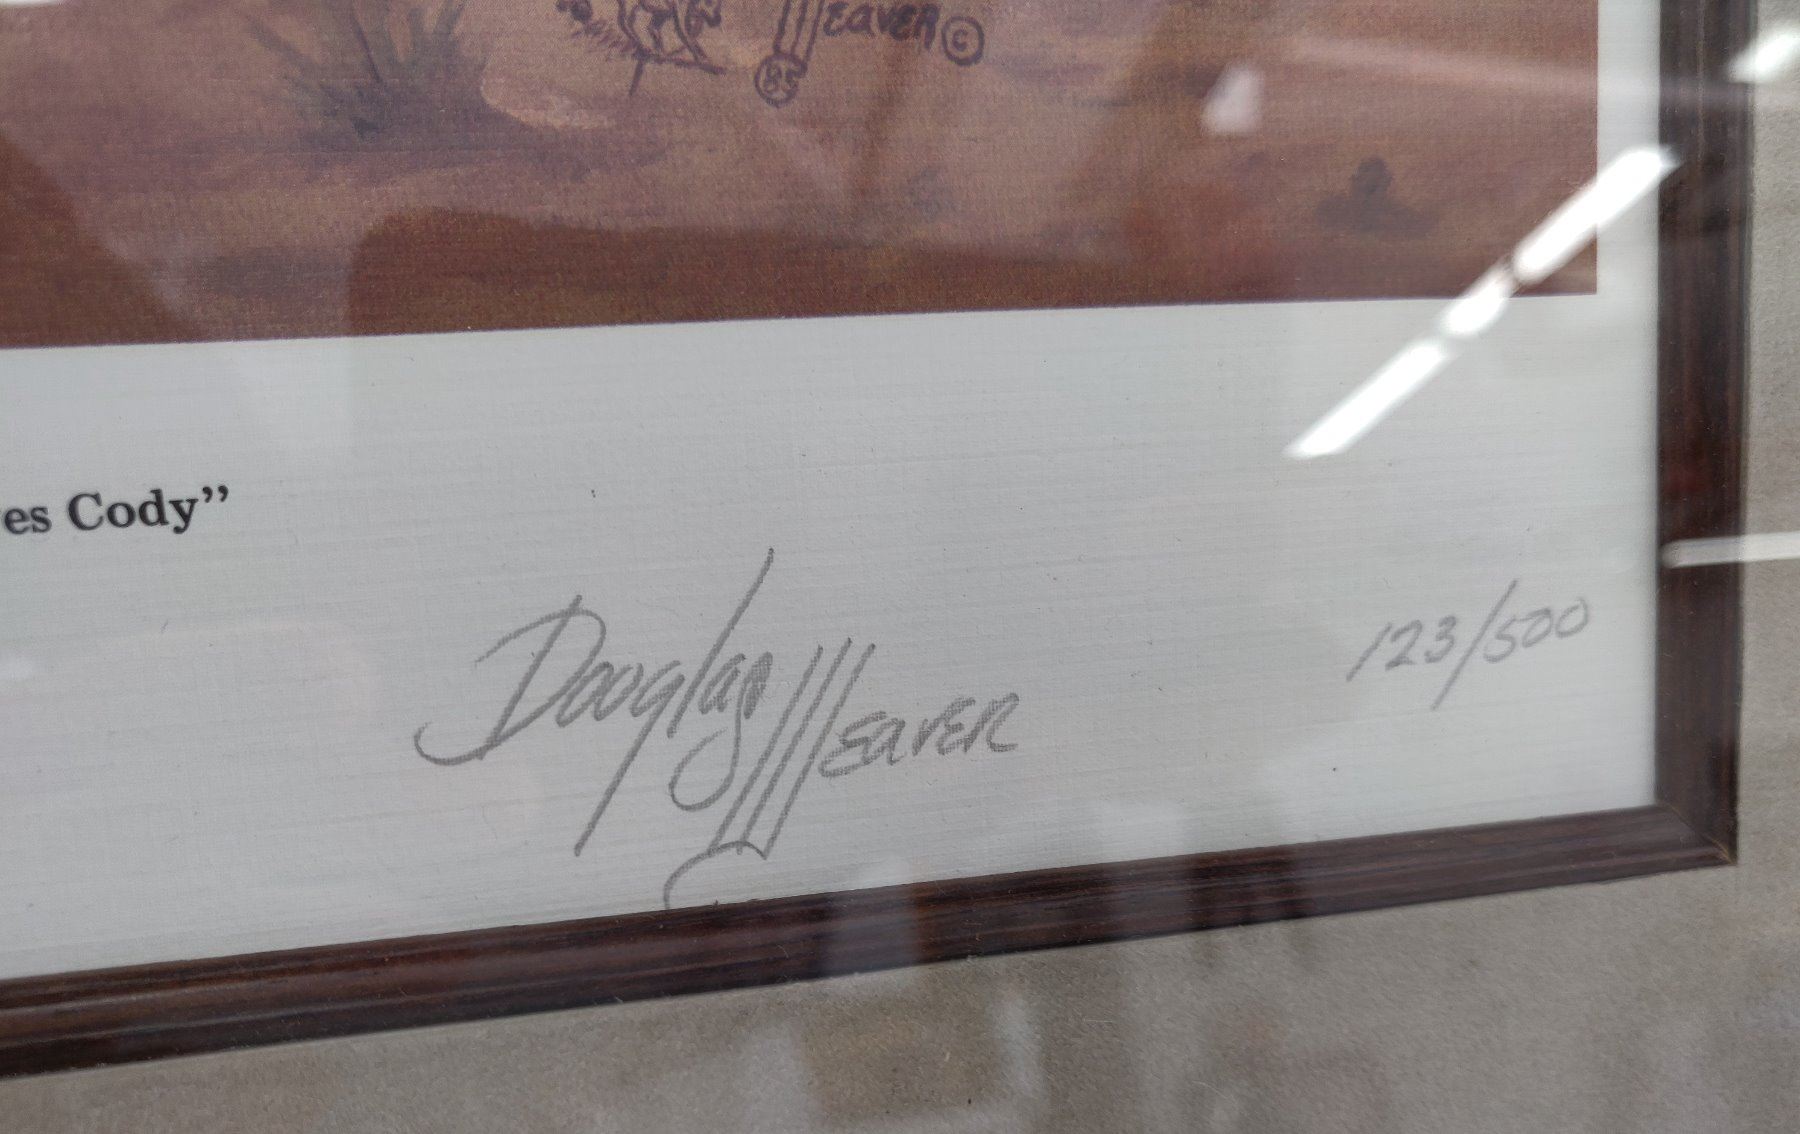 Weaver ©
85
es Cody”
Douglas Weaver
123/500